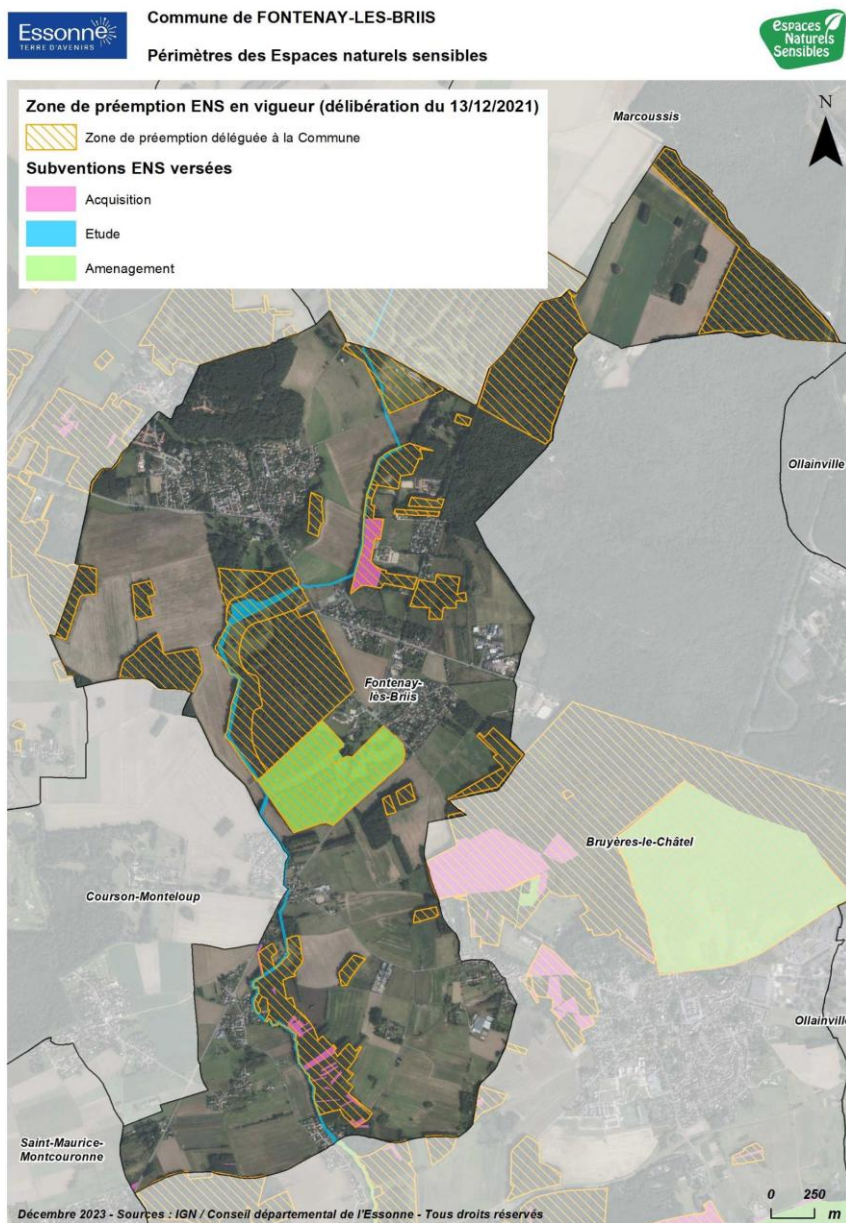 Essonne
TERRE D'AVENIRS
Commune de FONTENAY-LES-BRIIS
Périmètres des Espaces naturels sensibles
espaces
Naturels
Sensibles
Zone de préemption ENS en vigueur (délibération du 13/12/2021)
Zone de préemption déléguée à la Commune
Subventions ENS versées
Acquisition
Etude
Amenagement
N
Marcoussis
Ollainville
Fontenay-
lès-Briis
Bruyères-le-Châtel
Courson-Monteloup
Ollainville
Saint-Maurice-
Montcouronne
0 250
m
Décembre 2023 - Sources : IGN / Conseil départemental de l'Essonne - Tous droits réservés